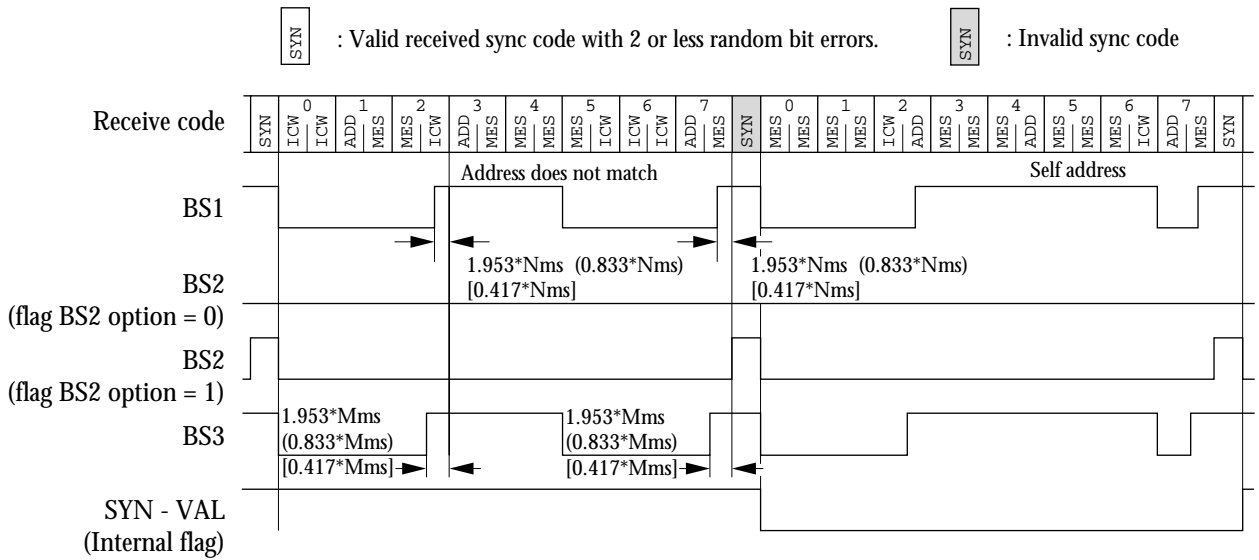 SYN : Valid received sync code with 2 or less random bit errors. SYN : Invalid sync code
0 1 2 3 4 5 6 7 0 1 2 3 4 5 6 7
Receive code SYN ICW ICW ADD MES MES ICW ADD MES MES MES MES ICW ICW ICW ADD MES SYN MES MES MES MES ICW ADD MES MES MES ADD MES MES MES ICW ADD MES SYN
Address does not match Self address
BS1
1.953*Nms (0.833*Nms) 1.953*Nms (0.833*Nms)
[0.417*Nms] [0.417*Nms]
BS2
(flag BS2 option = 0)
BS2
(flag BS2 option = 1)
1.953*Mms 1.953*Mms
BS3 (0.833*Mms) (0.833*Mms)
[0.417*Mms] [0.417*Mms]
SYN - VAL
(Internal flag)